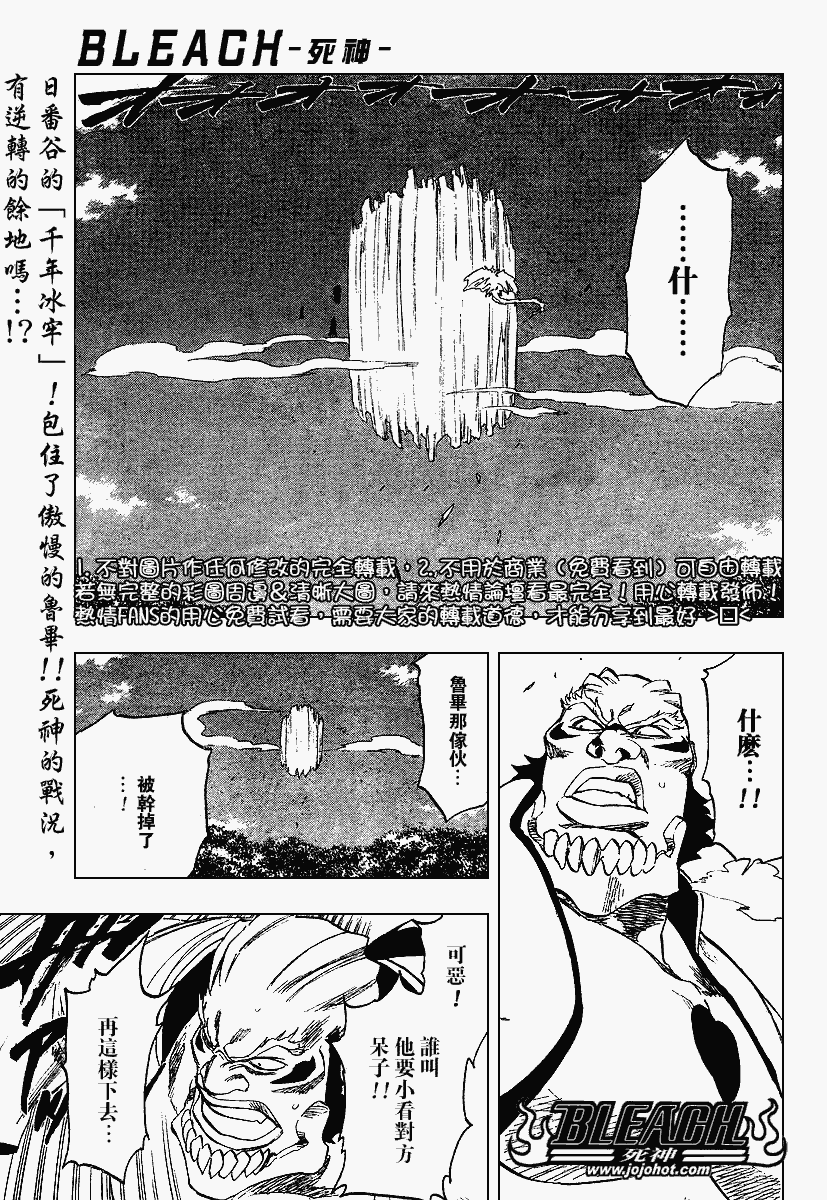 BLEACH-死神-
日番谷的「千年冰牢」！包住了傲慢的魯畢!!死神的戰況，
有逆轉的餘地嗎…!?
……什……
1. 不對圖片作任何修改的完全轉載，2. 不用於商業（免費看到）可自由轉載
若無完整的彩圖周漫&清晰大圖，請來熱情論壇看最完全！用心轉載發佈！
熱情FANS的用心免費試看，需要大家的轉載道德，才能分享到最好 >口<
什麼…!!
魯畢那傢伙…
被幹掉了
…！
可惡！
誰叫
他要小看對方
呆子!!
再這樣下去…
BLEACH
死神
www.jojohot.com